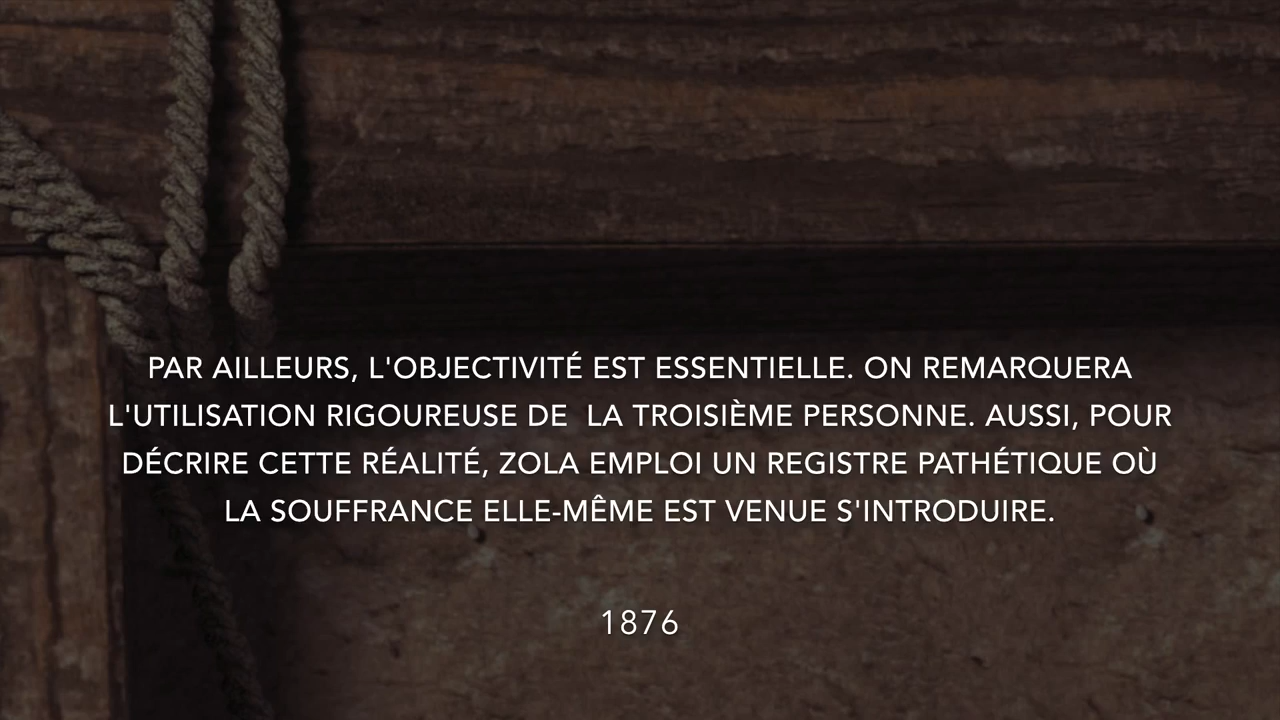 PAR AILLEURS, L'OBJECTIVITÉ EST ESSENTIELLE. ON REMARQUERA
L'UTILISATION RIGOUREUSE DE  LA TROISIÈME PERSONNE. AUSSI, POUR
DÉCRIRE CETTE RÉALITÉ, ZOLA EMPLOI UN REGISTRE PATHÉTIQUE OÙ
LA SOUFFRANCE ELLE-MÊME EST VENUE S'INTRODUIRE.
1876